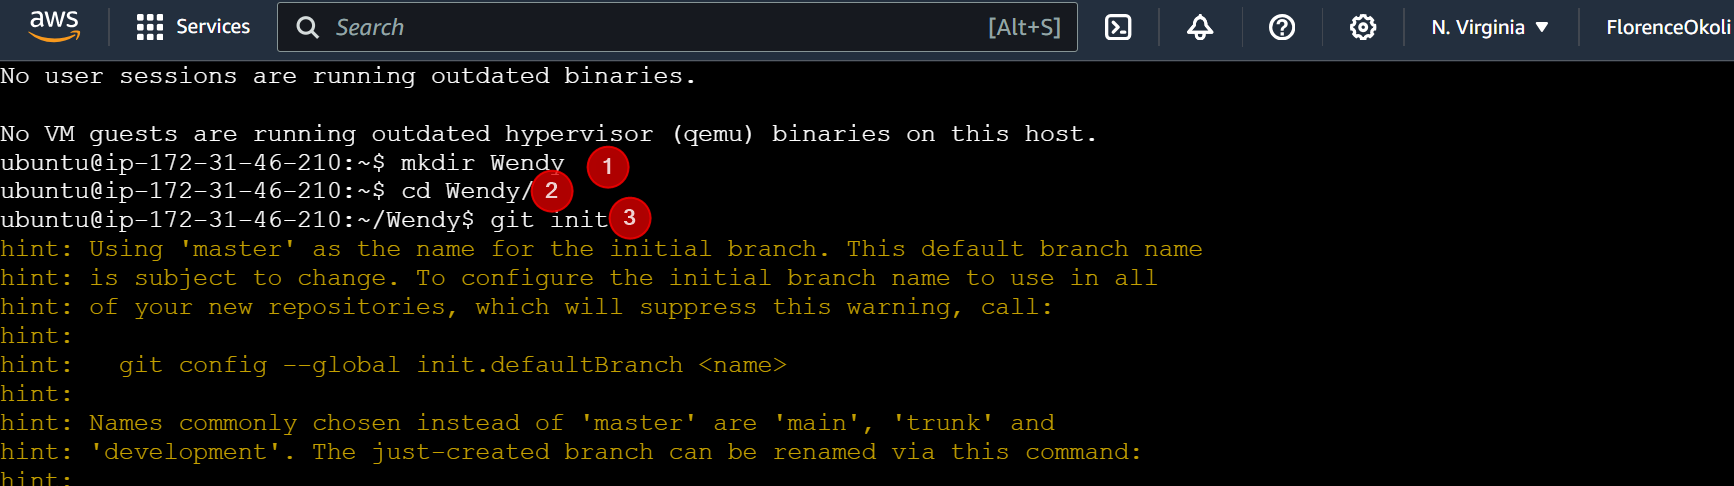 aws Services Search [Alt+S] N. Virginia FlorenceOkoli
No user sessions are running outdated binaries.
No VM guests are running outdated hypervisor (qemu) binaries on this host.
ubuntu@ip-172-31-46-210:~$ mkdir Wendy 1
ubuntu@ip-172-31-46-210:~$ cd Wendy/ 2
ubuntu@ip-172-31-46-210:~/Wendy$ git init 3
hint: Using 'master' as the name for the initial branch. This default branch name
hint: is subject to change. To configure the initial branch name to use in all
hint: of your new repositories, which will suppress this warning, call:
hint:
hint:   git config --global init.defaultBranch <name>
hint:
hint: Names commonly chosen instead of 'master' are 'main', 'trunk' and
hint: 'development'. The just-created branch can be renamed via this command:
hint: